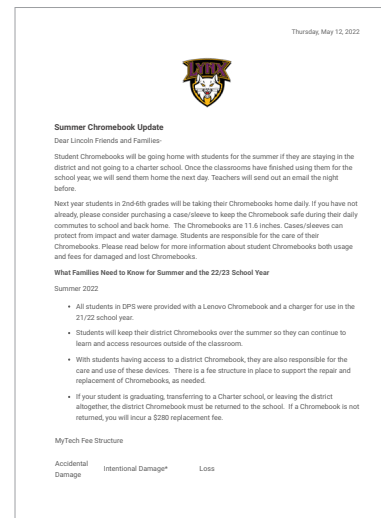 Thursday, May 12, 2022
LYNX
Summer Chromebook Update
Dear Lincoln Friends and Families-
Student Chromebooks will be going home with students for the summer if they are staying in the
district and not going to a charter school. Once the classrooms have finished using them for the
school year, we will send them home the next day. Teachers will send out an email the night
before.
Next year students in 2nd-6th grades will be taking their Chromebooks home daily. If you have not
already, please consider purchasing a case/sleeve to keep the Chromebook safe during their daily
commutes to school and back home. The Chromebooks are 11.6 inches. Cases/sleeves can
protect from impact and water damage. Students are responsible for the care of their
Chromebooks. Please read below for more information about student Chromebooks both usage
and fees for damaged and lost Chromebooks.
What Families Need to Know for Summer and the 22/23 School Year
Summer 2022
• All students in DPS were provided with a Lenovo Chromebook and a charger for use in the
21/22 school year.
• Students will keep their district Chromebooks over the summer so they can continue to
learn and access resources outside of the classroom.
• With students having access to a district Chromebook, they are also responsible for the
care and use of these devices. There is a fee structure in place to support the repair and
replacement of Chromebooks, as needed.
• If your student is graduating, transferring to a Charter school, or leaving the district
altogether, the district Chromebook must be returned to the school. If a Chromebook is not
returned, you will incur a $280 replacement fee.
MyTech Fee Structure
Accidental
Damage
Intentional Damage*
Loss